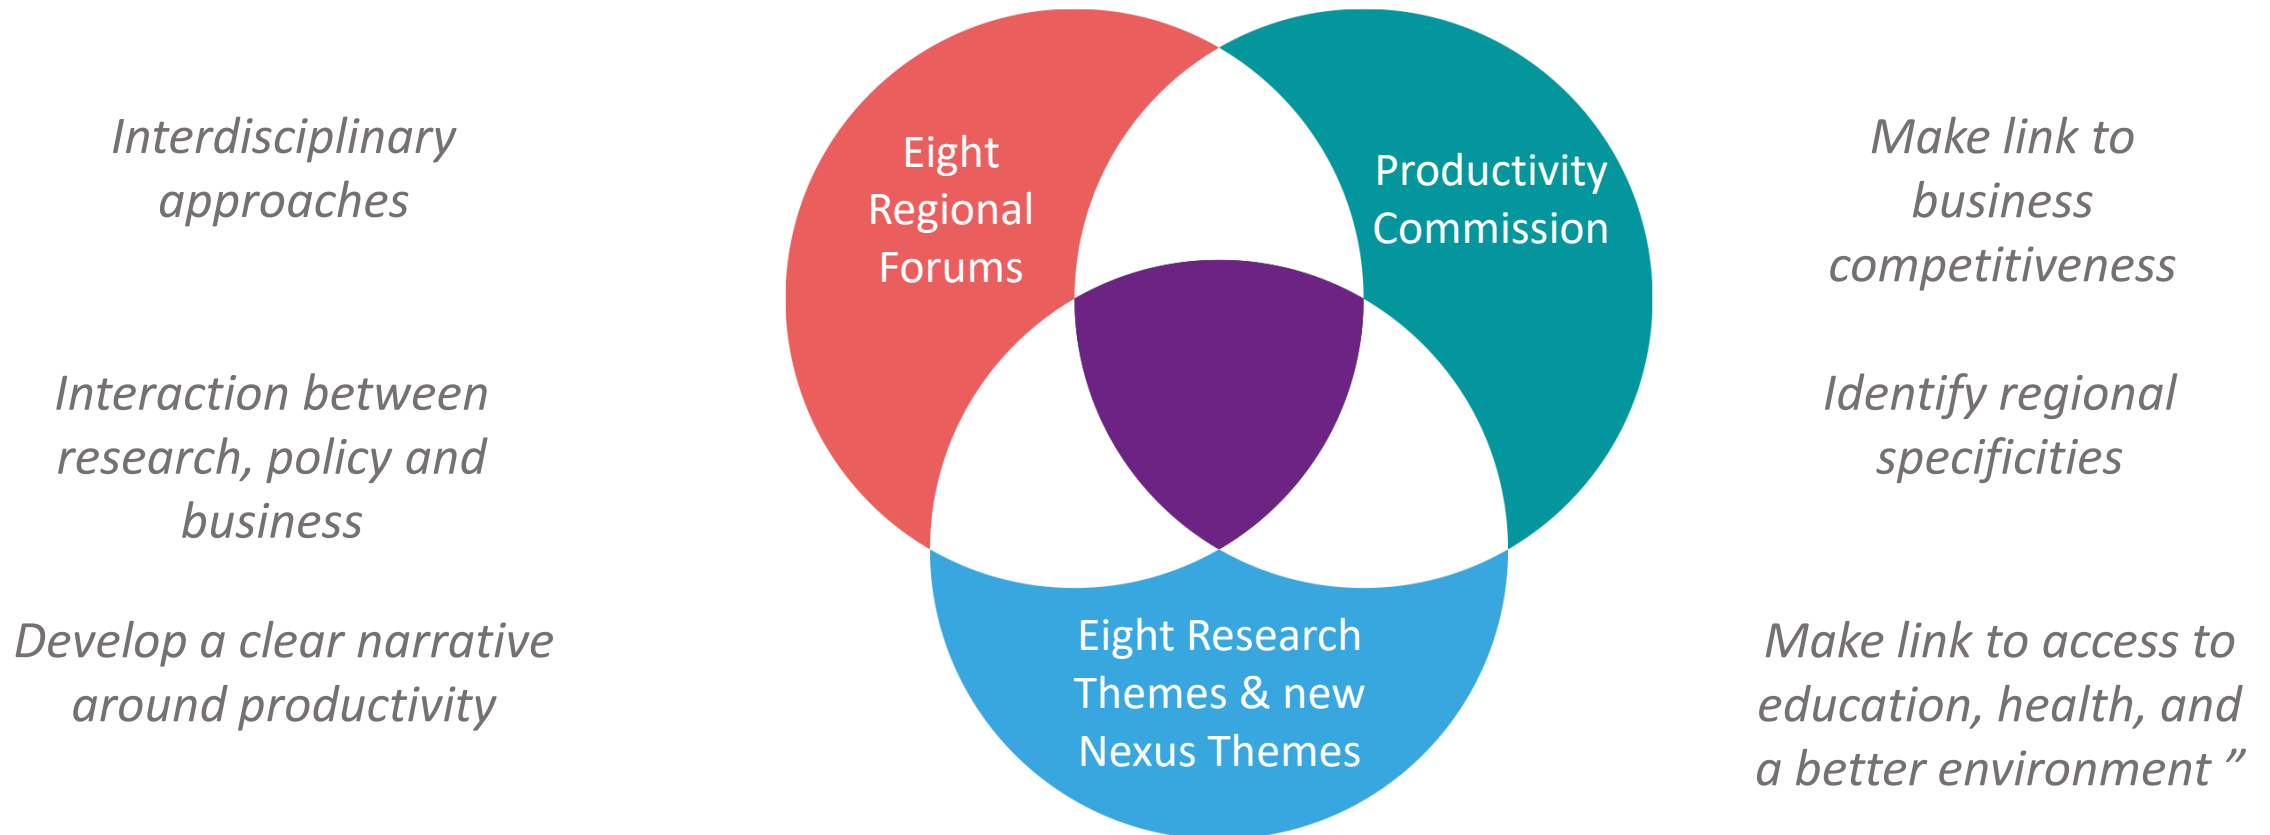 Interdisciplinary
approaches
Interaction between
research, policy and
business
Develop a clear narrative
around productivity
Eight
Regional
Forums
Productivity
Commission
Eight Research
Themes & new
Nexus Themes
Make link to
business
competitiveness
Identify regional
specificities
Make link to access to
education, health, and
a better environment ”